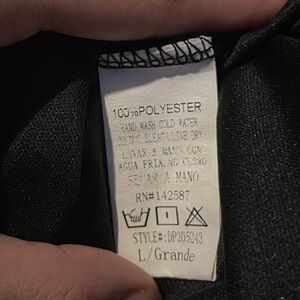 100%POLYESTER
HAND WASH COLD WATER
DO NOT BLEACH LINE DRY
LAVAR A MANO CON
AGUA FRIA. NO CLORO
SECAR A MANO
RN#142587
STYLE#:DP305243
L/Grande